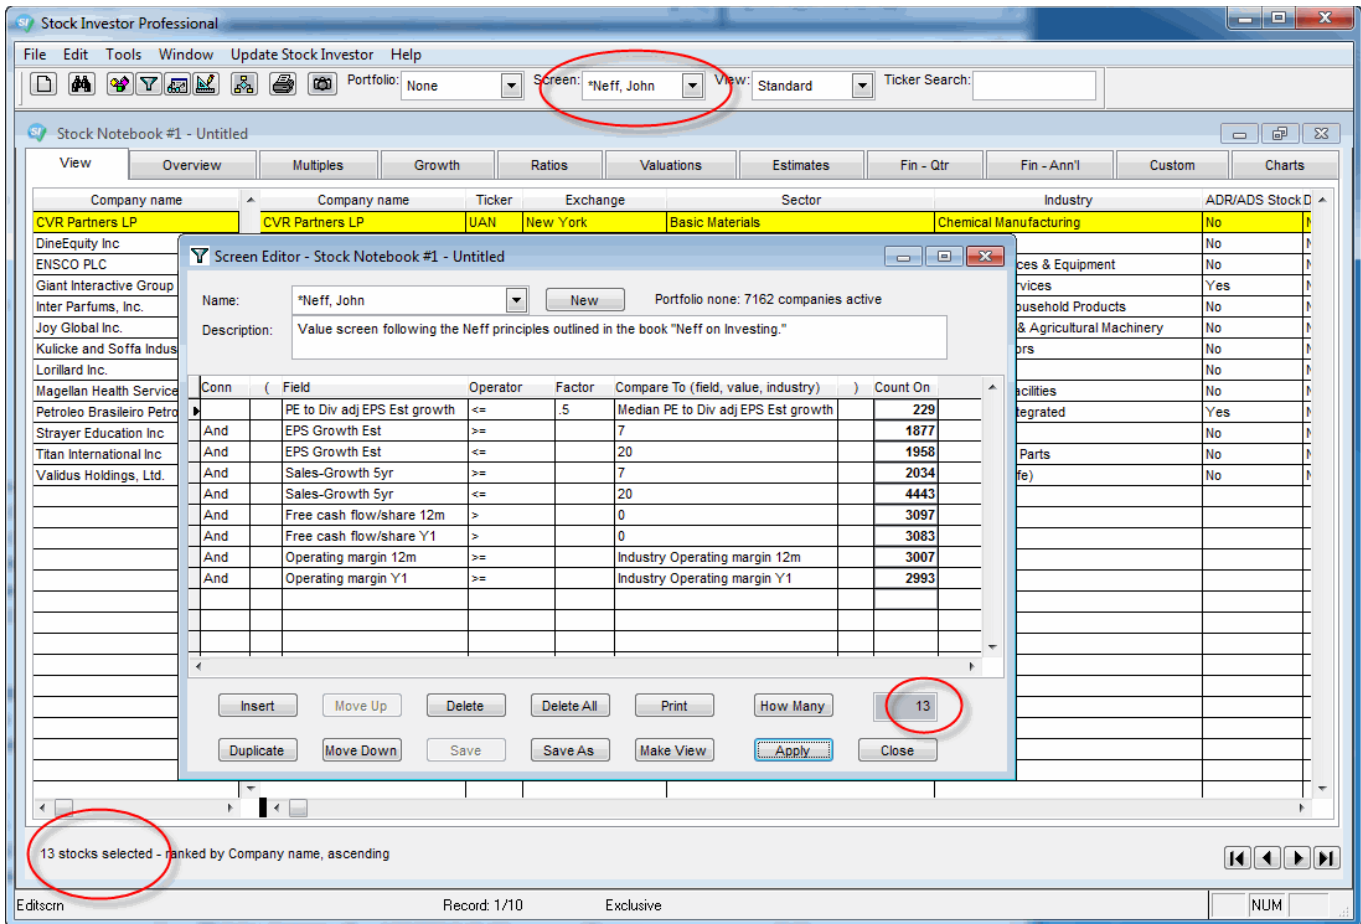 Stock Investor Professional
File Edit Tools Window Update Stock Investor Help
Portfolio: None Screen: *Neff, John View: Standard Ticker Search:
Stock Notebook #1 - Untitled
View Overview Multiples Growth Ratios Valuations Estimates Fin - Qtr Fin - Ann'l Custom Charts
Company name Company name Ticker Exchange Sector Industry ADR/ADS Stock D
CVR Partners LP CVR Partners LP UAN New York Basic Materials Chemical Manufacturing No
DineEquity Inc No
ENSCO PLC ces & Equipment No
Giant Interactive Group rvices Yes
Inter Parfums, Inc. ousehold Products No
Joy Global Inc. & Agricultural Machinery No
Kulicke and Soffa Indus ors No
Lorillard Inc. No
Magellan Health Service acilities No
Petroleo Brasileiro Petro tegrated Yes
Strayer Education Inc No
Titan International Inc Parts No
Validus Holdings, Ltd. fe) No
Screen Editor - Stock Notebook #1 - Untitled
Name: *Neff, John New Portfolio none: 7162 companies active
Description: Value screen following the Neff principles outlined in the book "Neff on Investing."
Conn ( Field Operator Factor Compare To (field, value, industry) ) Count On
PE to Div adj EPS Est growth <= .5 Median PE to Div adj EPS Est growth 229
And EPS Growth Est >= 7 1877
And EPS Growth Est <= 20 1958
And Sales-Growth 5yr >= 7 2034
And Sales-Growth 5yr <= 20 4443
And Free cash flow/share 12m > 0 3097
And Free cash flow/share Y1 > 0 3083
And Operating margin 12m >= Industry Operating margin 12m 3007
And Operating margin Y1 >= Industry Operating margin Y1 2993
Insert Move Up Delete Delete All Print How Many 13
Duplicate Move Down Save Save As Make View Apply Close
13 stocks selected - ranked by Company name, ascending
Editscrn Record: 1/10 Exclusive NUM